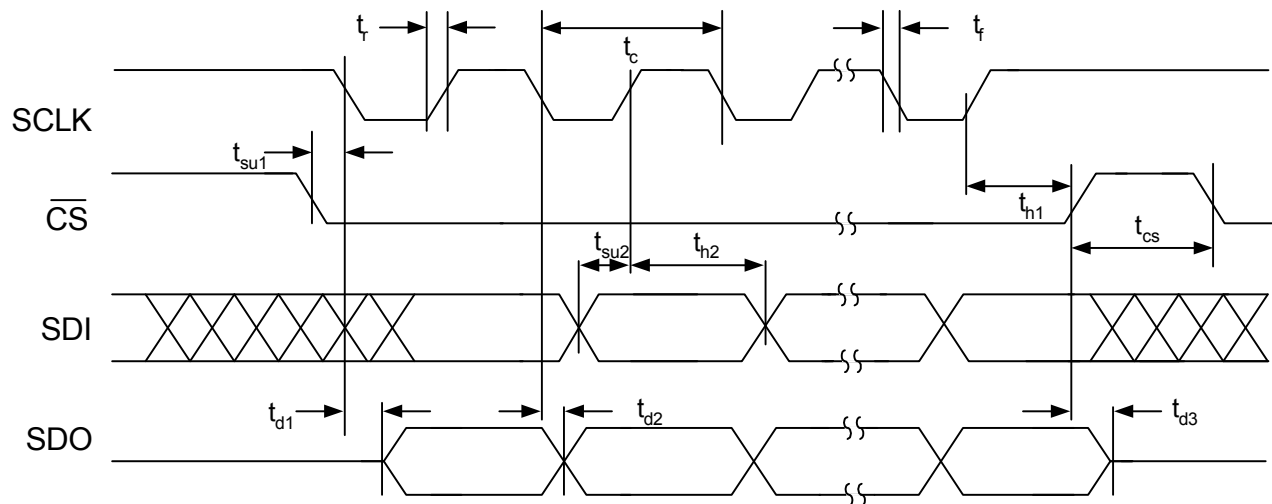 tr
tc
tf
SCLK
tsu1
CS
th1
tcs
tsu2
th2
SDI
td1
td2
td3
SDO